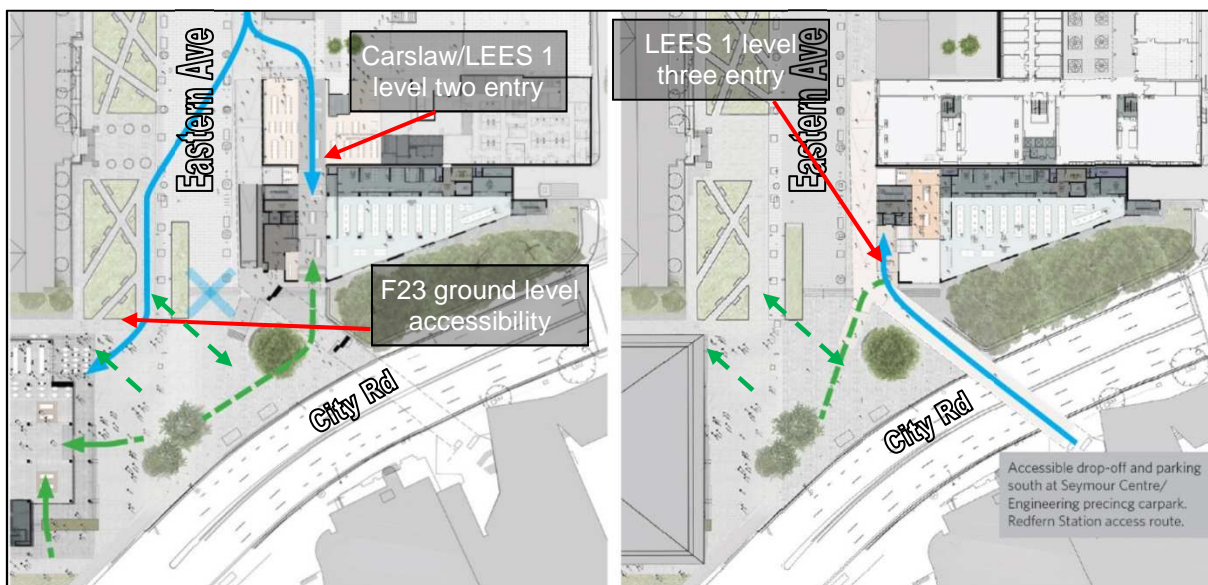 Eastern Ave
Carslaw/LEES 1
level two entry
F23 ground level
accessibility
City Rd
LEES 1 level
three entry
Eastern Ave
City Rd
Accessible drop-off and parking
south at Seymour Centre/
Engineering precincg carpark.
Redfern Station access route.